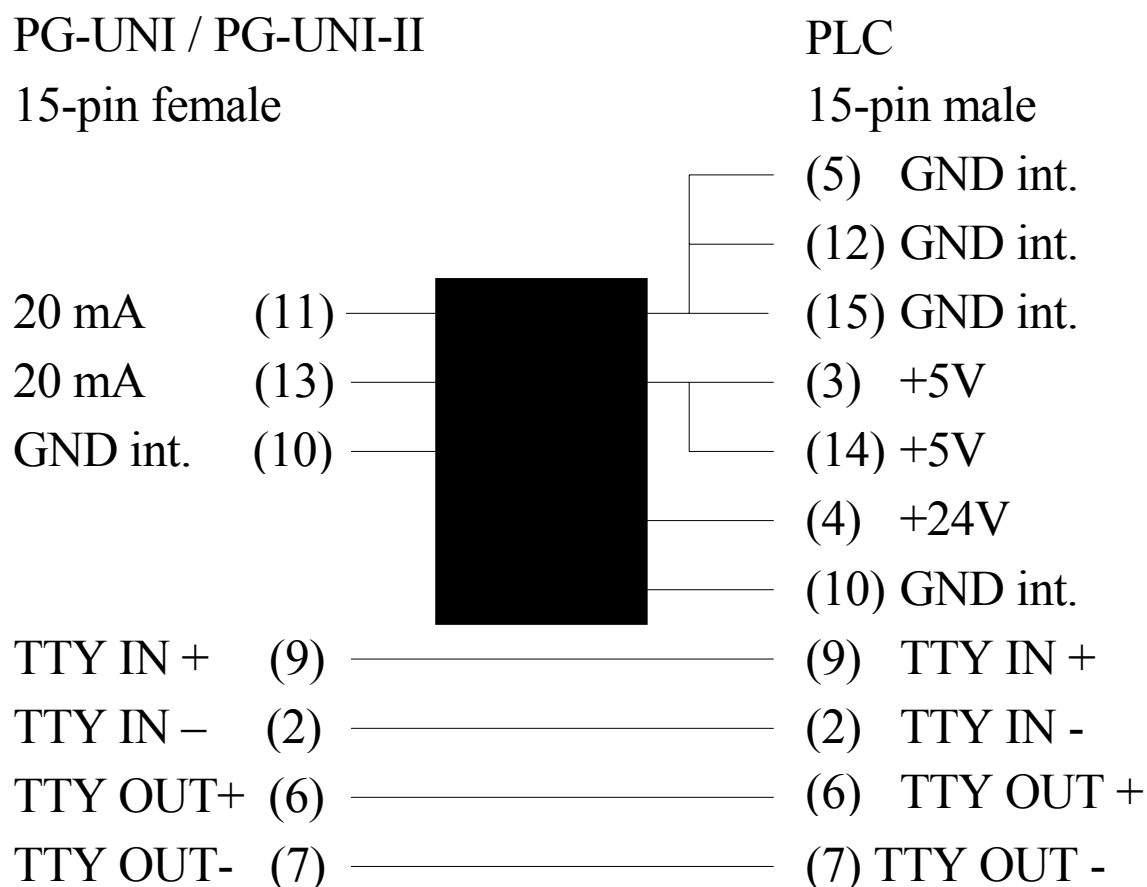 PG-UNI / PG-UNI-II PLC
15-pin female 15-pin male
(5) GND int.
(12) GND int.
20 mA (11) (15) GND int.
20 mA (13) (3) +5V
GND int. (10) (14) +5V
(4) +24V
(10) GND int.
TTY IN + (9) (9) TTY IN +
TTY IN – (2) (2) TTY IN -
TTY OUT+ (6) (6) TTY OUT +
TTY OUT- (7) (7) TTY OUT -